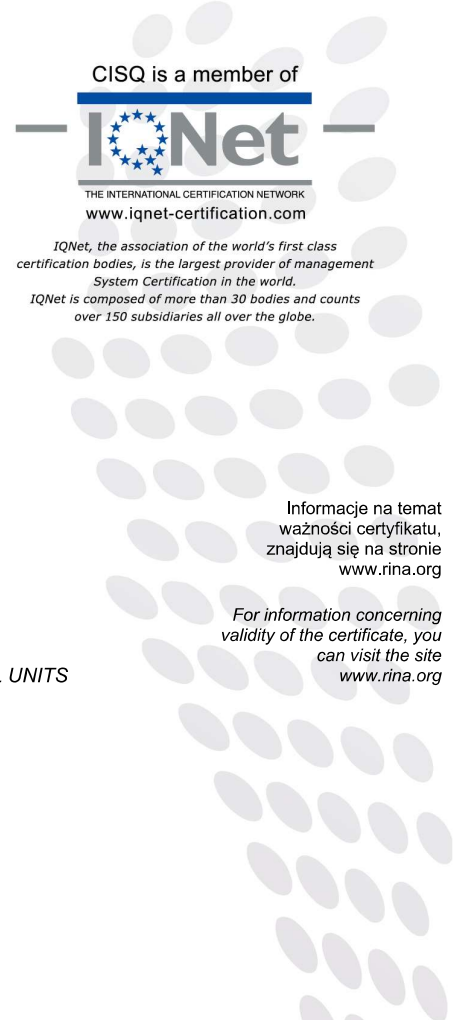 CISQ is a member of
IQNet
THE INTERNATIONAL CERTIFICATION NETWORK
www.iqnet-certification.com
IQNet, the association of the world's first class
certification bodies, is the largest provider of management
System Certification in the world.
IQNet is composed of more than 30 bodies and counts
over 150 subsidiaries all over the globe.
Informacje na temat
ważności certyfikatu,
znajdują się na stronie
www.rina.org
For information concerning
validity of the certificate, you
can visit the site
www.rina.org
UNITS